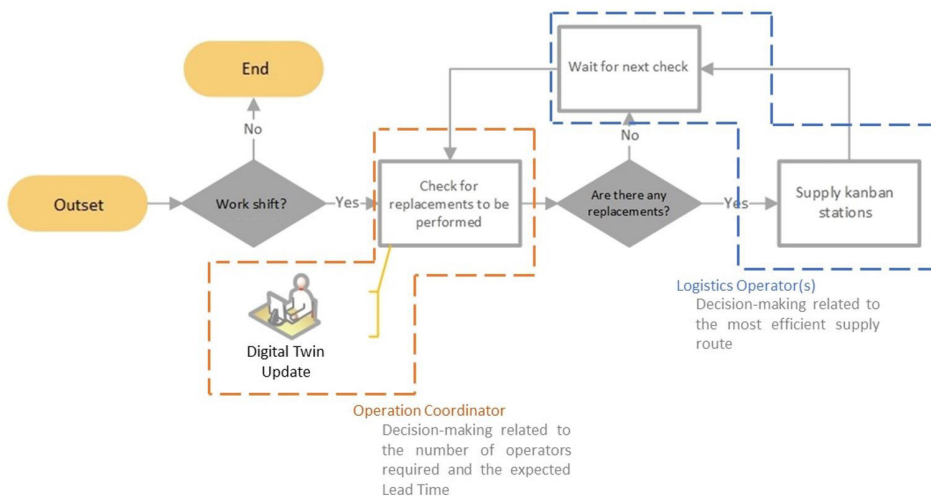 End
Wait for next check
No
No
Outset
Work shift?
Yes
Check for
replacements to be
performed
Are there any
replacements?
Yes
Supply kanban
stations
Digital Twin
Update
Logistics Operator(s)
Decision-making related to
the most efficient supply
route
Operation Coordinator
Decision-making related to
the number of operators
required and the expected
Lead Time